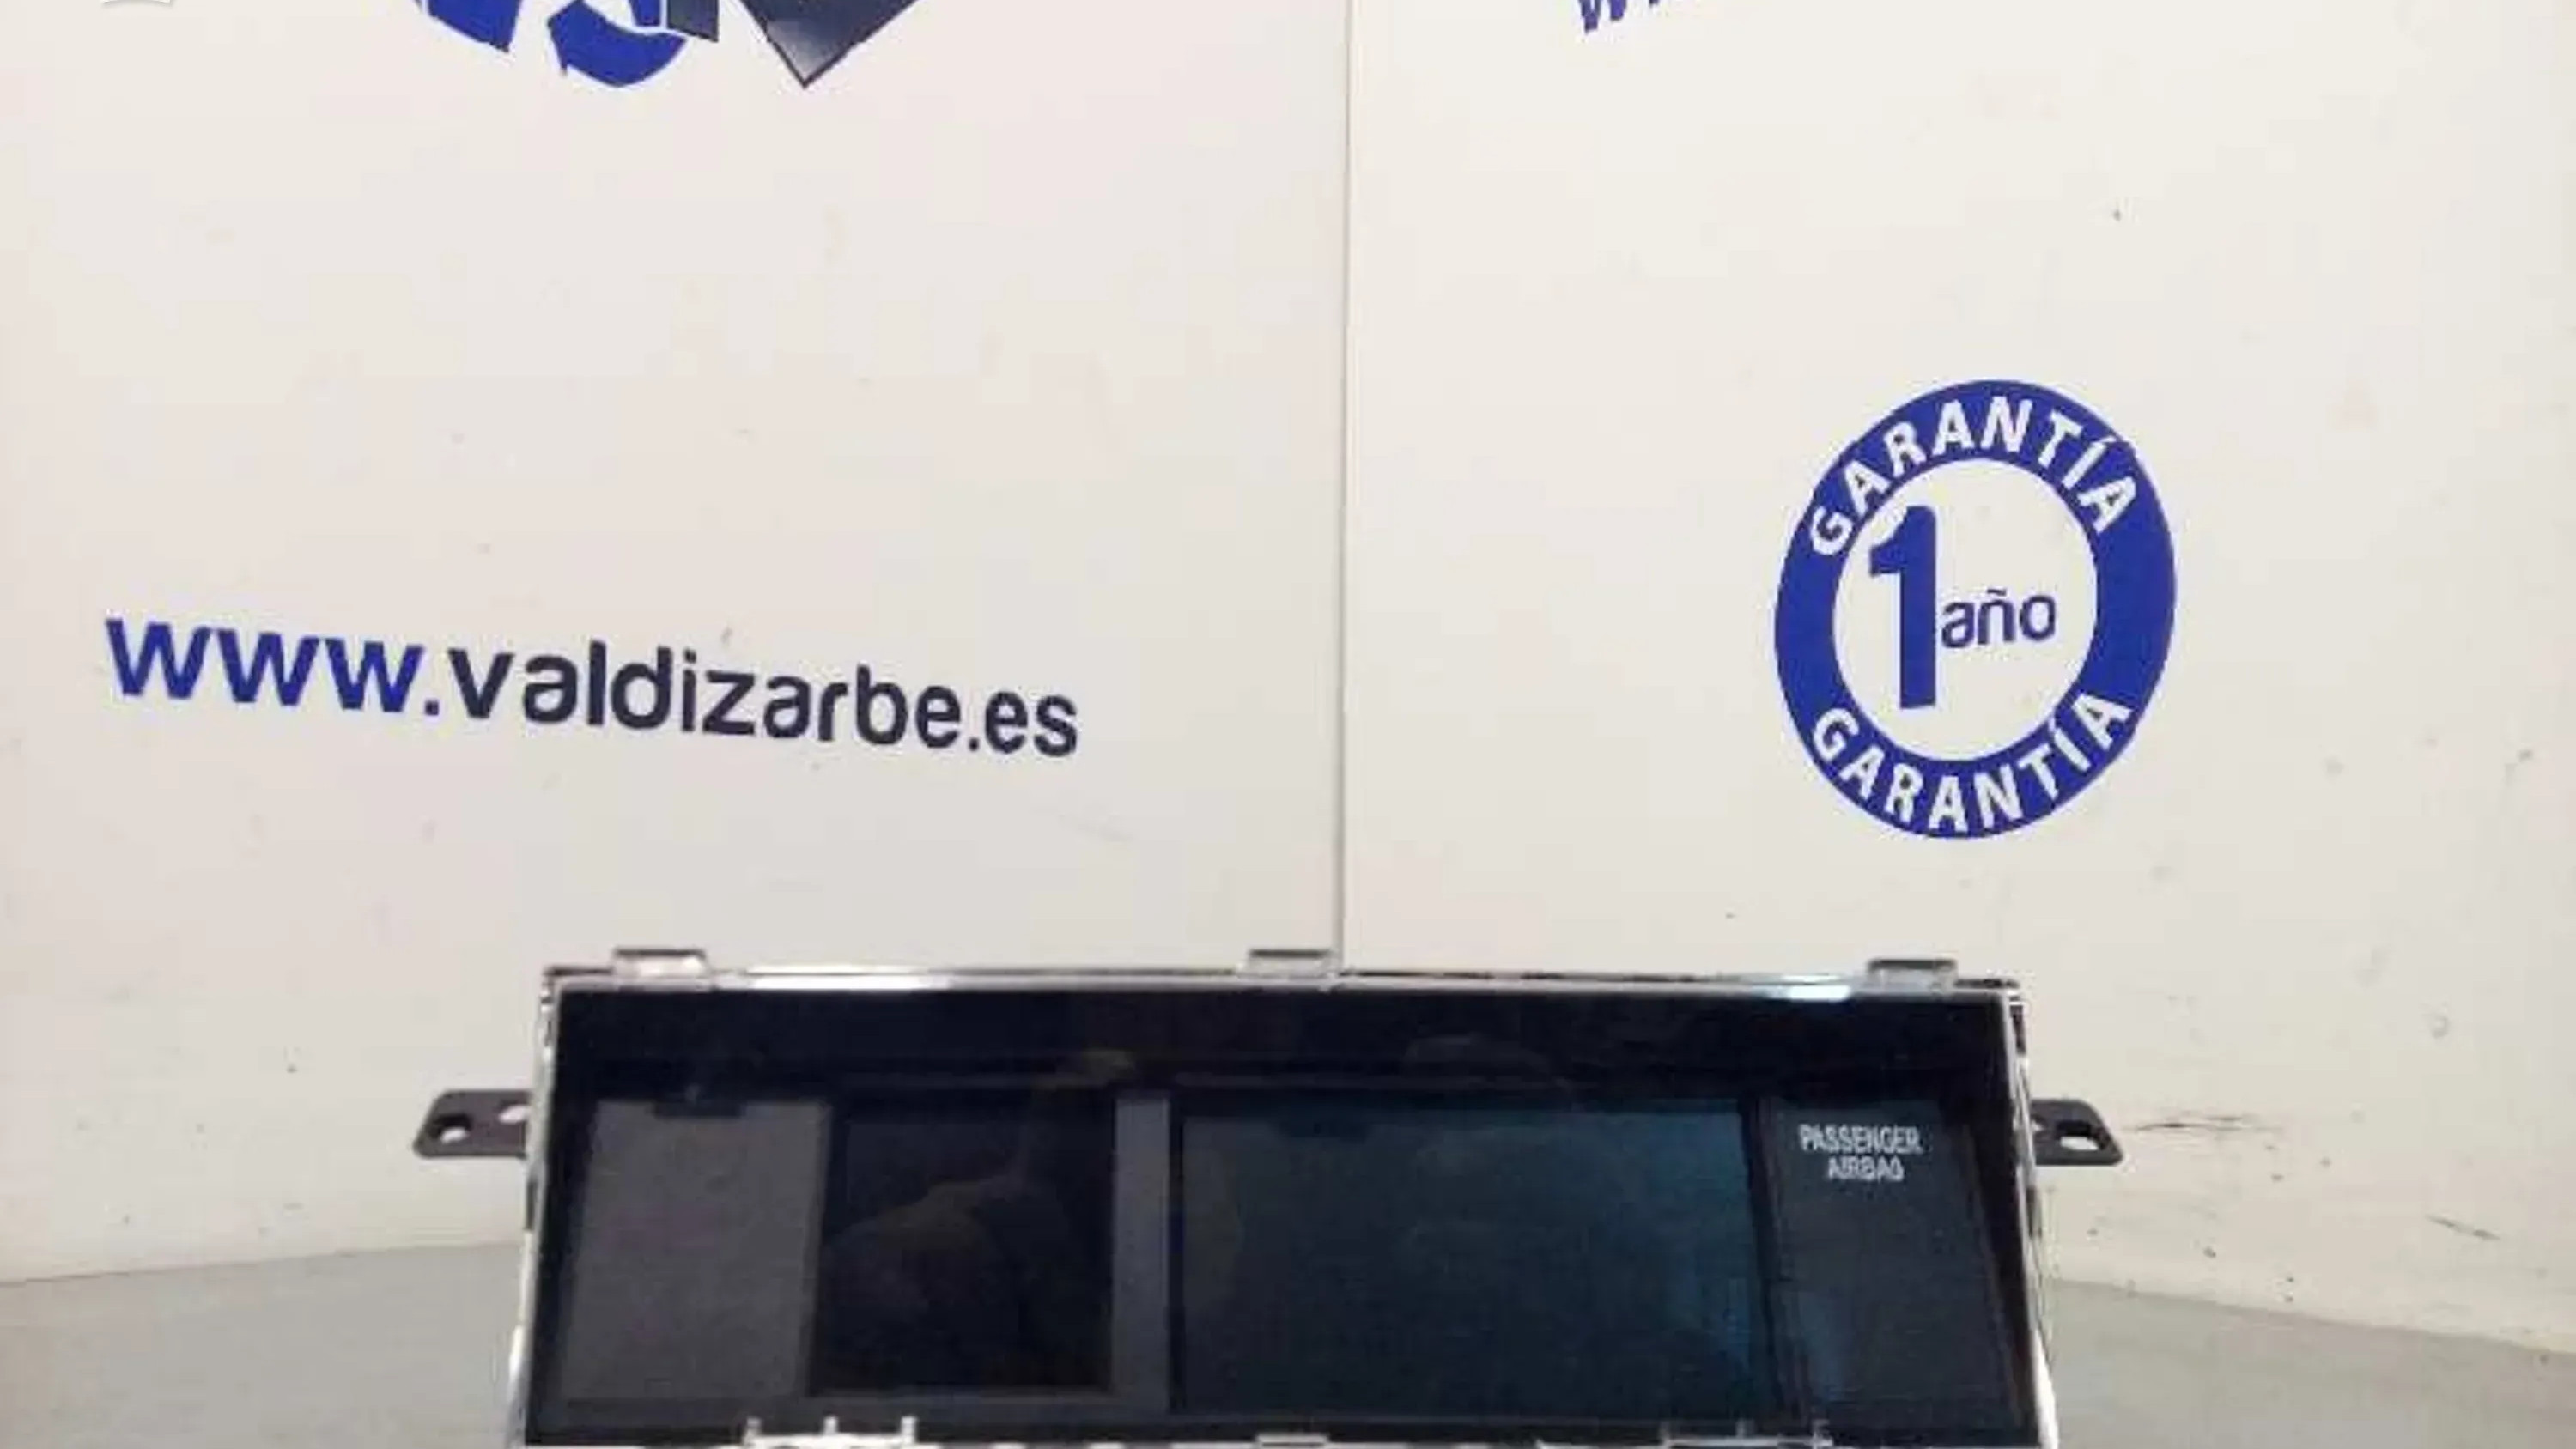 www.valdizarbe.es
GARANTÍA
1 año
GARANTÍA
PASSENGER
AIRBAG